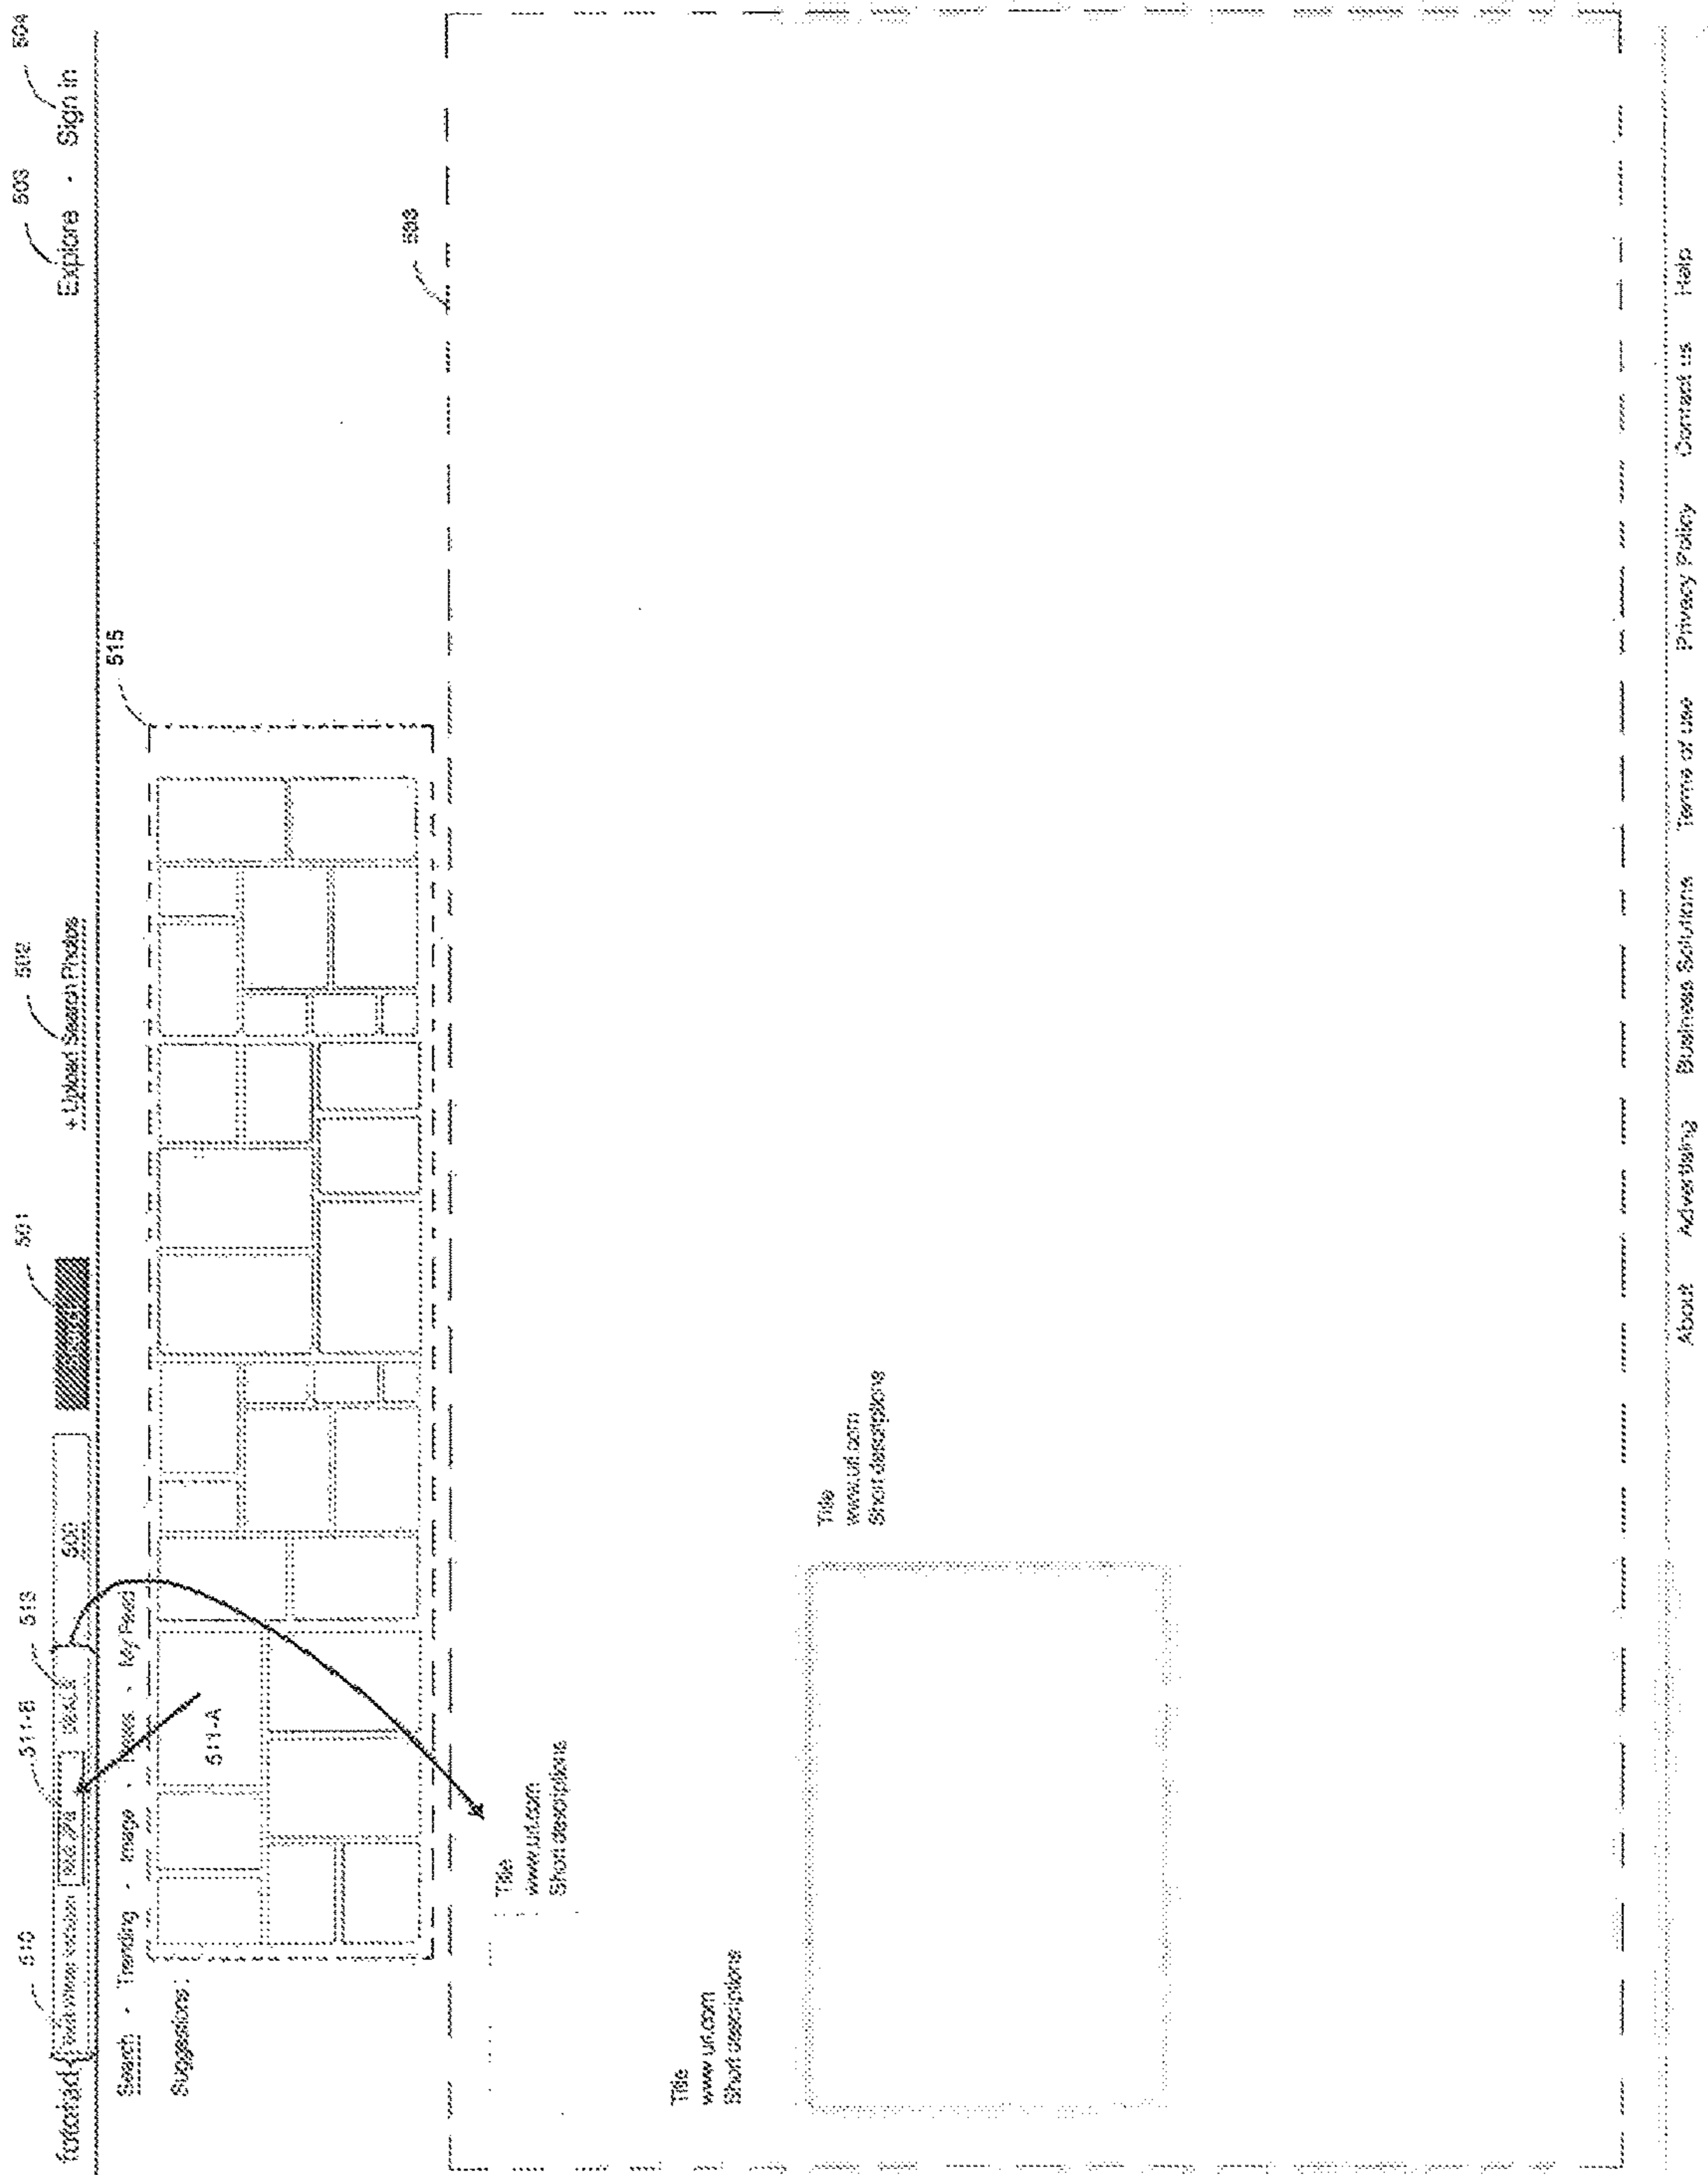 510 511-B 513 501 502 503 504
500
+ Upload Search Photos
Explore - Sign in
Search - Trending - Image - News - My Feed
Suggestions :
515
511-A
Title
www.url.com
Short descriptions
Title
www.url.com
Short descriptions
Title
www.url.com
Short descriptions
About Advertising Business Solutions Terms of use Privacy Policy Contact us Help